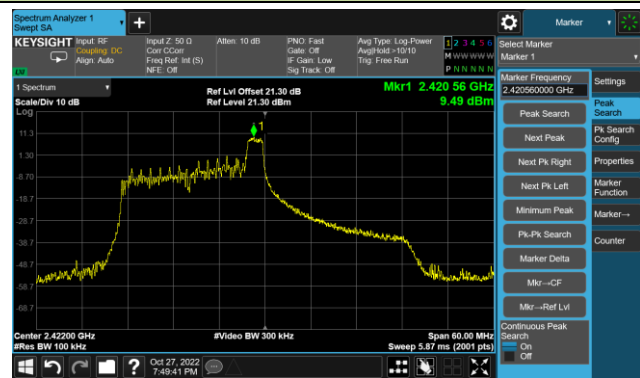 Spectrum Analyzer 1
Swept SA
+
Marker
KEYSIGHT
Input: RF
Coupling: DC
Align: Auto
Input Z: 50 Ω
Corr CCorr
Freq Ref: Int (S)
NFE: Off
Atten: 10 dB
PNO: Fast
Gate: Off
IF Gain: Low
Sig Track: Off
Avg Type: Log-Power
Avg|Hold:>10/10
Trig: Free Run
1 2 3 4 5 6
M W W W W W
P N N N N N
LW
Select Marker
Marker 1
1 Spectrum
Scale/Div 10 dB
Log
Ref Lvl Offset 21.30 dB
Ref Level 21.30 dBm
Mkr1 2.420 56 GHz
9.49 dBm
1
11.3
1.30
-8.70
-18.7
-28.7
-38.7
-48.7
-58.7
-68.7
Center 2.42200 GHz
#Res BW 100 kHz
#Video BW 300 kHz
Span 60.00 MHz
Sweep 5.87 ms (2001 pts)
Marker Frequency
2.420560000 GHz
Peak Search
Next Peak
Next Pk Right
Next Pk Left
Minimum Peak
Pk-Pk Search
Marker Delta
Mkr→CF
Mkr→Ref Lvl
Continuous Peak
Search
On
Off
Settings
Peak
Search
Pk Search
Config
Properties
Marker
Function
Marker→
Counter
?
Oct 27, 2022
7:49:41 PM